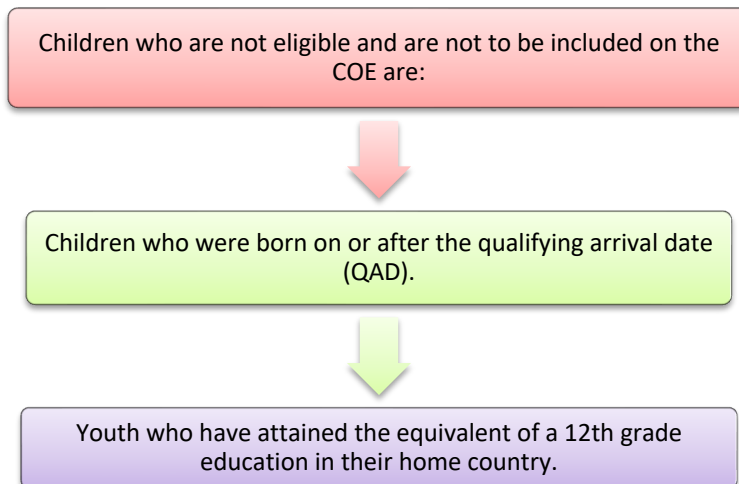 Children who are not eligible and are not to be included on the
COE are:
Children who were born on or after the qualifying arrival date
(QAD).
Youth who have attained the equivalent of a 12th grade
education in their home country.